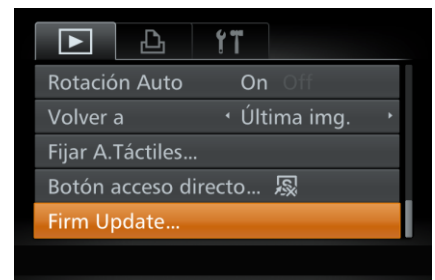 Rotación Auto On Off
Volver a Última img.
Fijar A.Táctiles...
Botón acceso directo...
Firm Update...